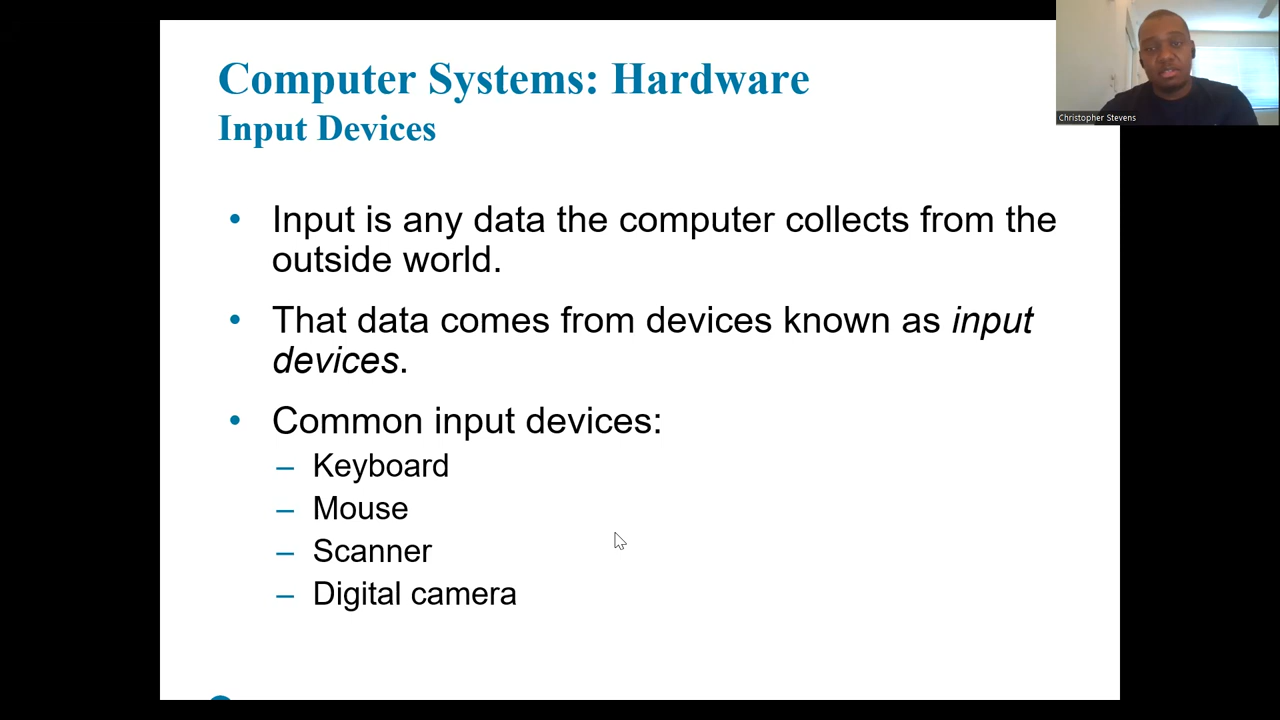 Computer Systems: Hardware
Input Devices
• Input is any data the computer collects from the
outside world.
• That data comes from devices known as input
devices.
• Common input devices:
– Keyboard
– Mouse
– Scanner
– Digital camera
Christopher Stevens